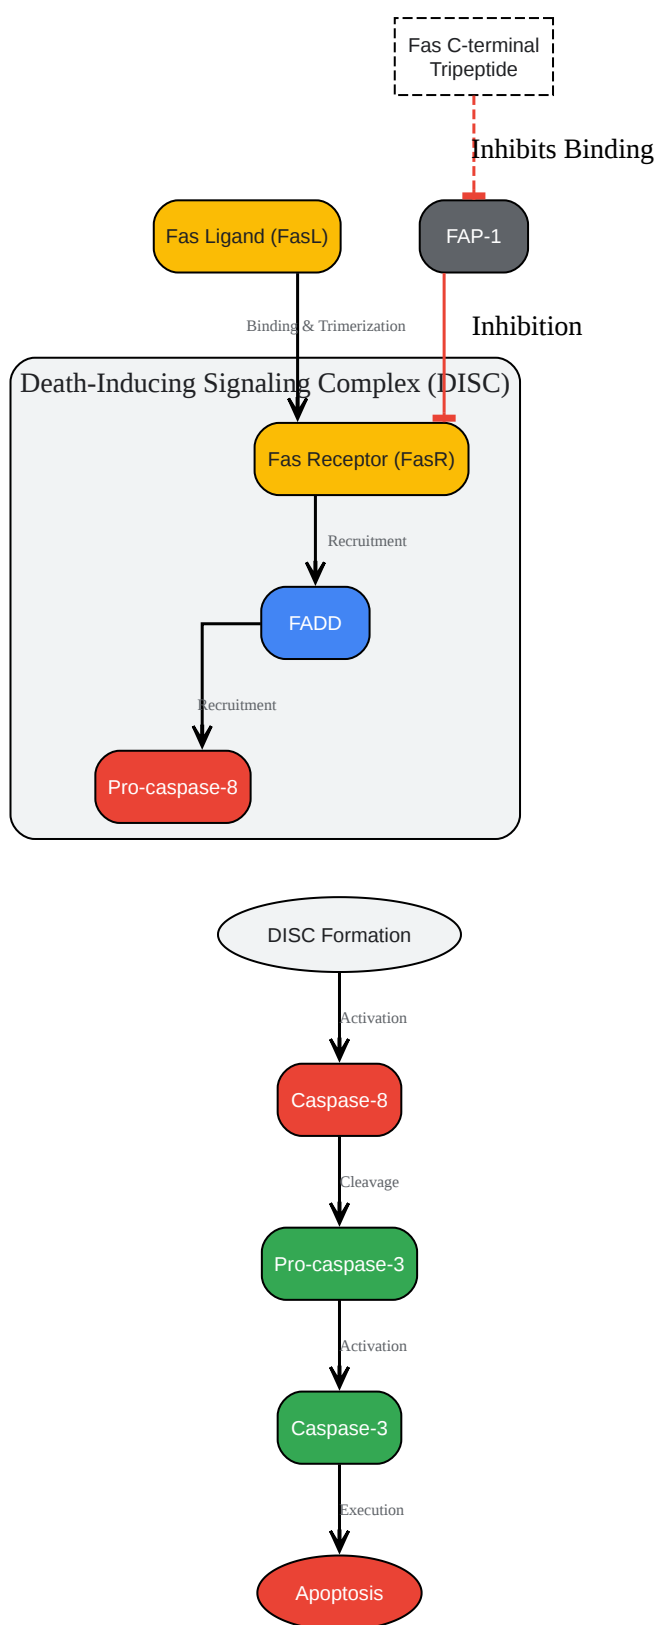 Fas C-terminal
Tripeptide
Inhibits Binding
Fas Ligand (FasL)
FAP-1
Binding & Trimerization
Inhibition
Death-Inducing Signaling Complex (DISC)
Fas Receptor (FasR)
Recruitment
FADD
Recruitment
Pro-caspase-8
DISC Formation
Activation
Caspase-8
Cleavage
Pro-caspase-3
Activation
Caspase-3
Execution
Apoptosis